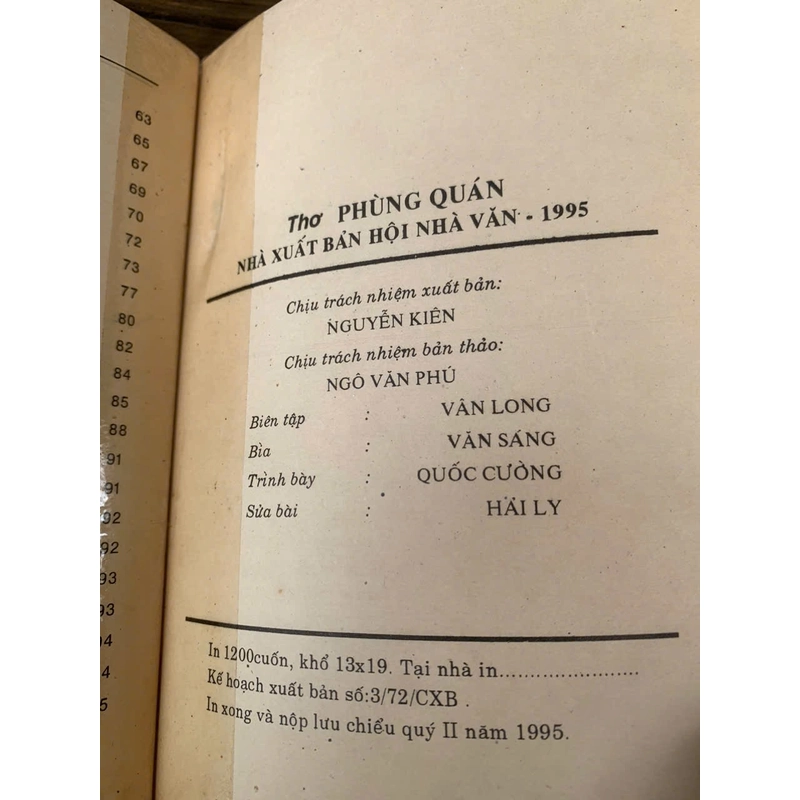 63
65
67
69
70
72
73
77
80
82
84
85
88
91
91
92
92
93
93
94
4
5
Thơ PHÙNG QUÁN
NHÀ XUẤT BẢN HỘI NHÀ VĂN - 1995
Chịu trách nhiệm xuất bản:
NGUYỄN KIÊN
Chịu trách nhiệm bản thảo:
NGÔ VĂN PHÚ
Biên tập : VÂN LONG
Bìa : VĂN SÁNG
Trình bày : QUỐC CƯỜNG
Sửa bài : HẢI LY
In 1200cuốn, khổ 13x19. Tại nhà in.......................
Kế hoạch xuất bản số:3/72/CXB .
In xong và nộp lưu chiểu quý II năm 1995.